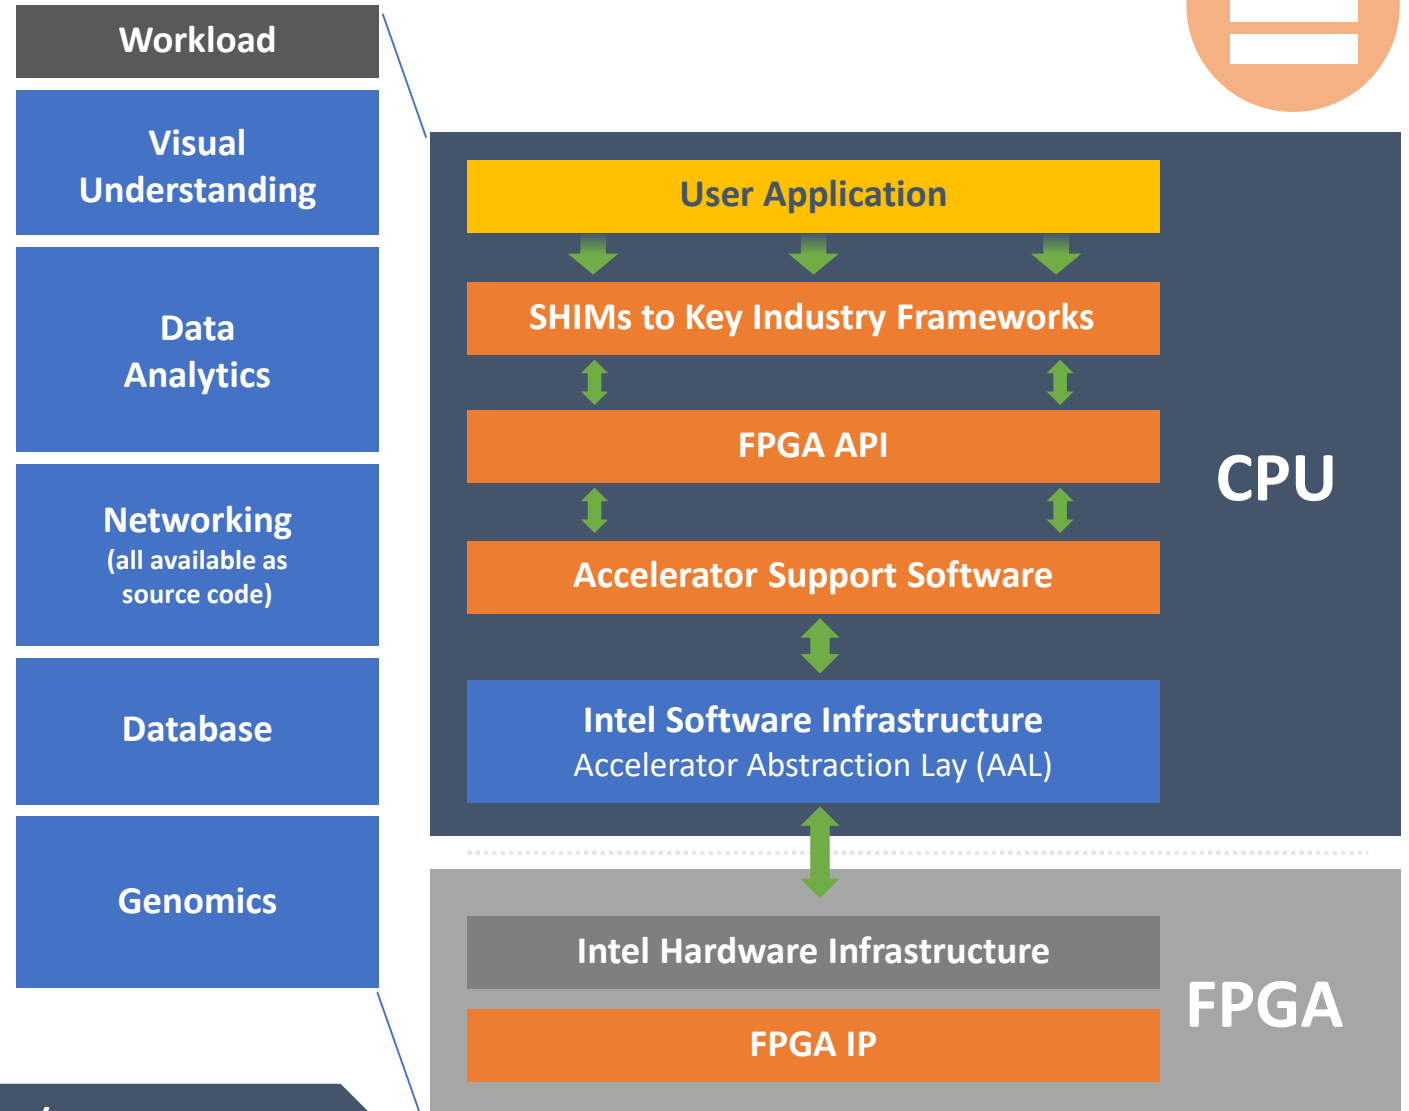 Workload
Visual
Understanding
Data
Analytics
Networking
(all available as
source code)
Database
Genomics
User Application
SHIMs to Key Industry Frameworks
FPGA API
Accelerator Support Software
Intel Software Infrastructure
Accelerator Abstraction Lay (AAL)
CPU
Intel Hardware Infrastructure
FPGA IP
FPGA